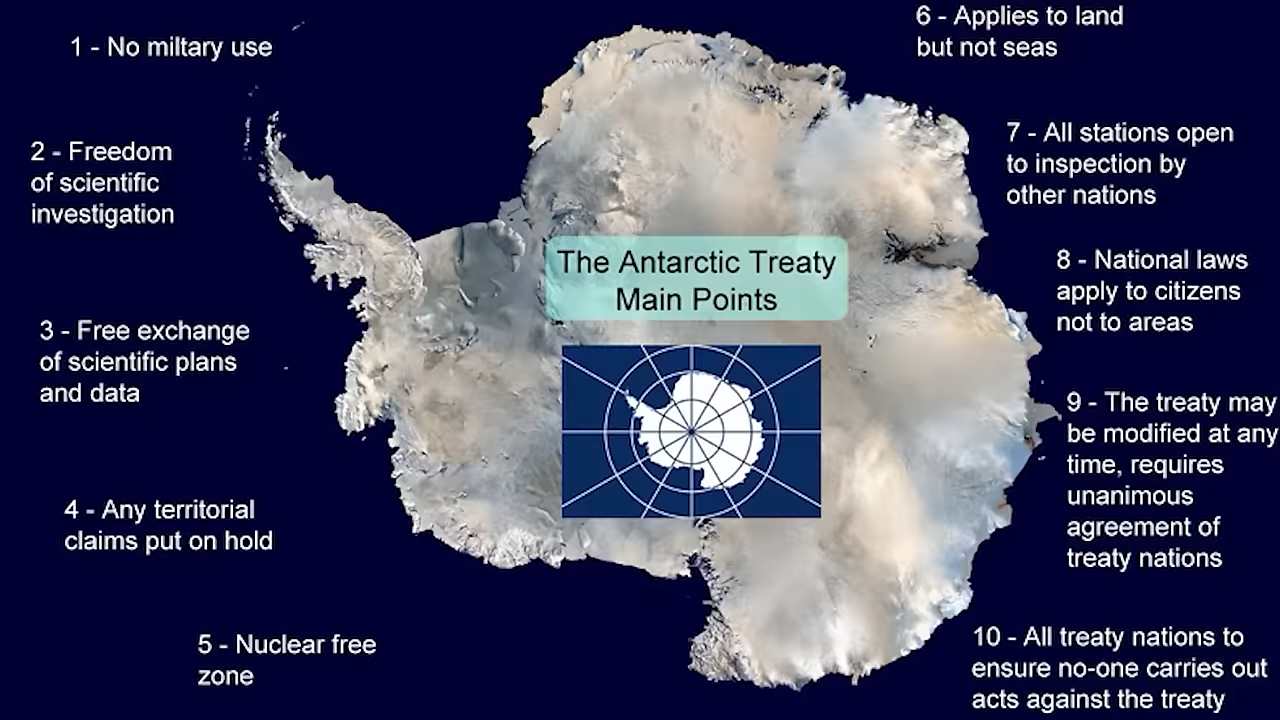 The Antarctic Treaty
Main Points
1 - No miltary use
2 - Freedom
of scientific
investigation
3 - Free exchange
of scientific plans
and data
4 - Any territorial
claims put on hold
5 - Nuclear free
zone
6 - Applies to land
but not seas
7 - All stations open
to inspection by
other nations
8 - National laws
apply to citizens
not to areas
9 - The treaty may
be modified at any
time, requires
unanimous
agreement of
treaty nations
10 - All treaty nations to
ensure no-one carries out
acts against the treaty